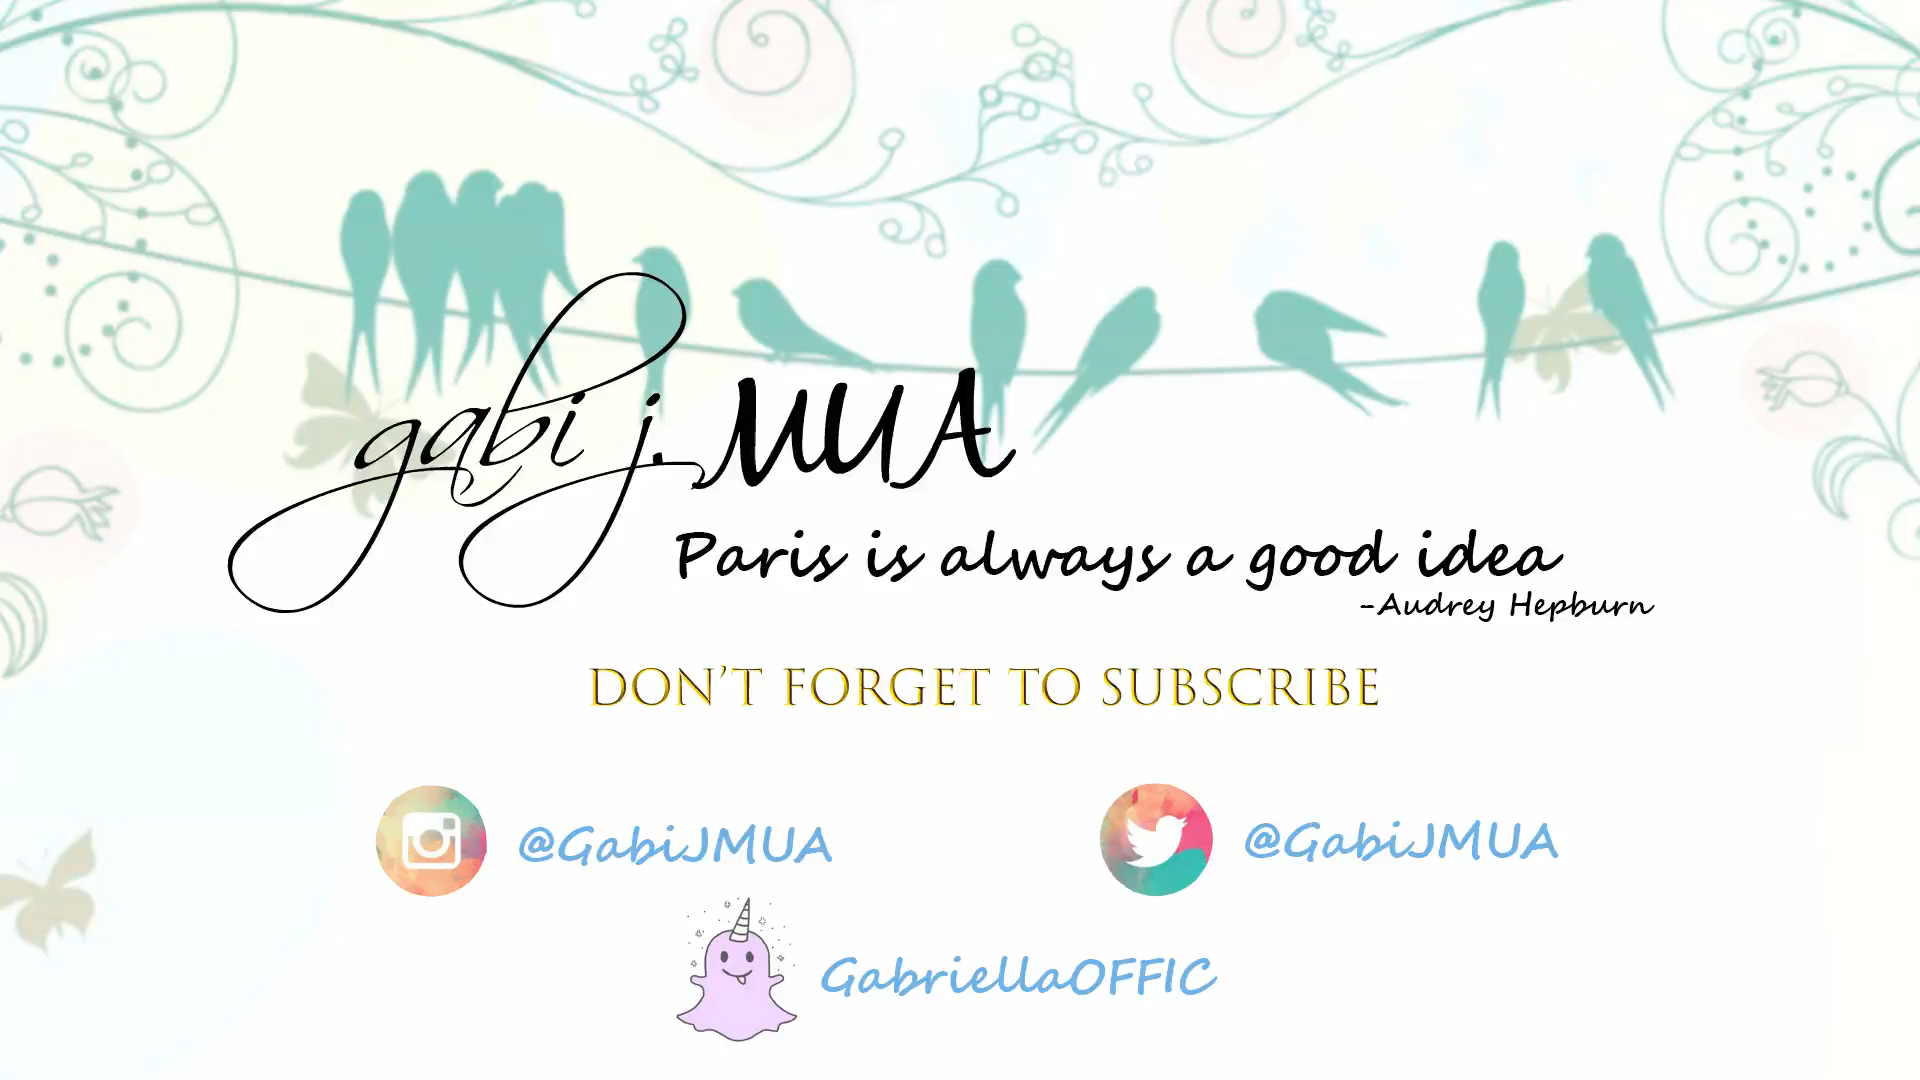 gabi j. MUA
Paris is always a good idea
-Audrey Hepburn
DON'T FORGET TO SUBSCRIBE
@GabiJMUA
@GabiJMUA
GabriellaOFFIC